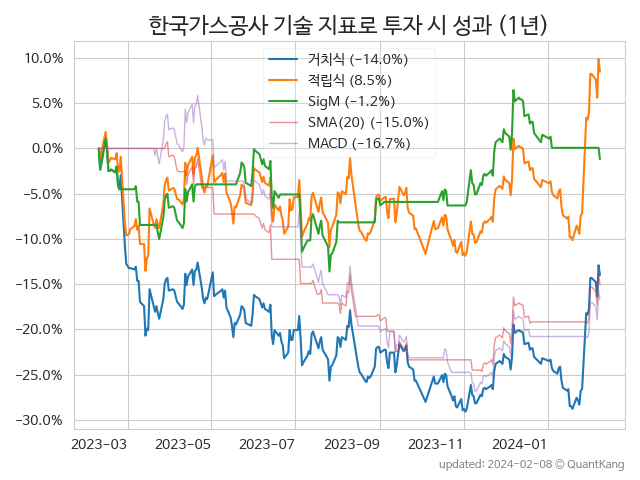 한국가스공사 기술 지표로 투자 시 성과 (1년)
거치식 (−14.0%)
적립식 (8.5%)
SigM (−1.2%)
SMA(20) (−15.0%)
MACD (−16.7%)
10.0%
5.0%
0.0%
−5.0%
−10.0%
−15.0%
−20.0%
−25.0%
−30.0%
2023−03 2023−05 2023−07 2023−09 2023−11 2024−01
updated: 2024−02−08 ⓒ QuantKang